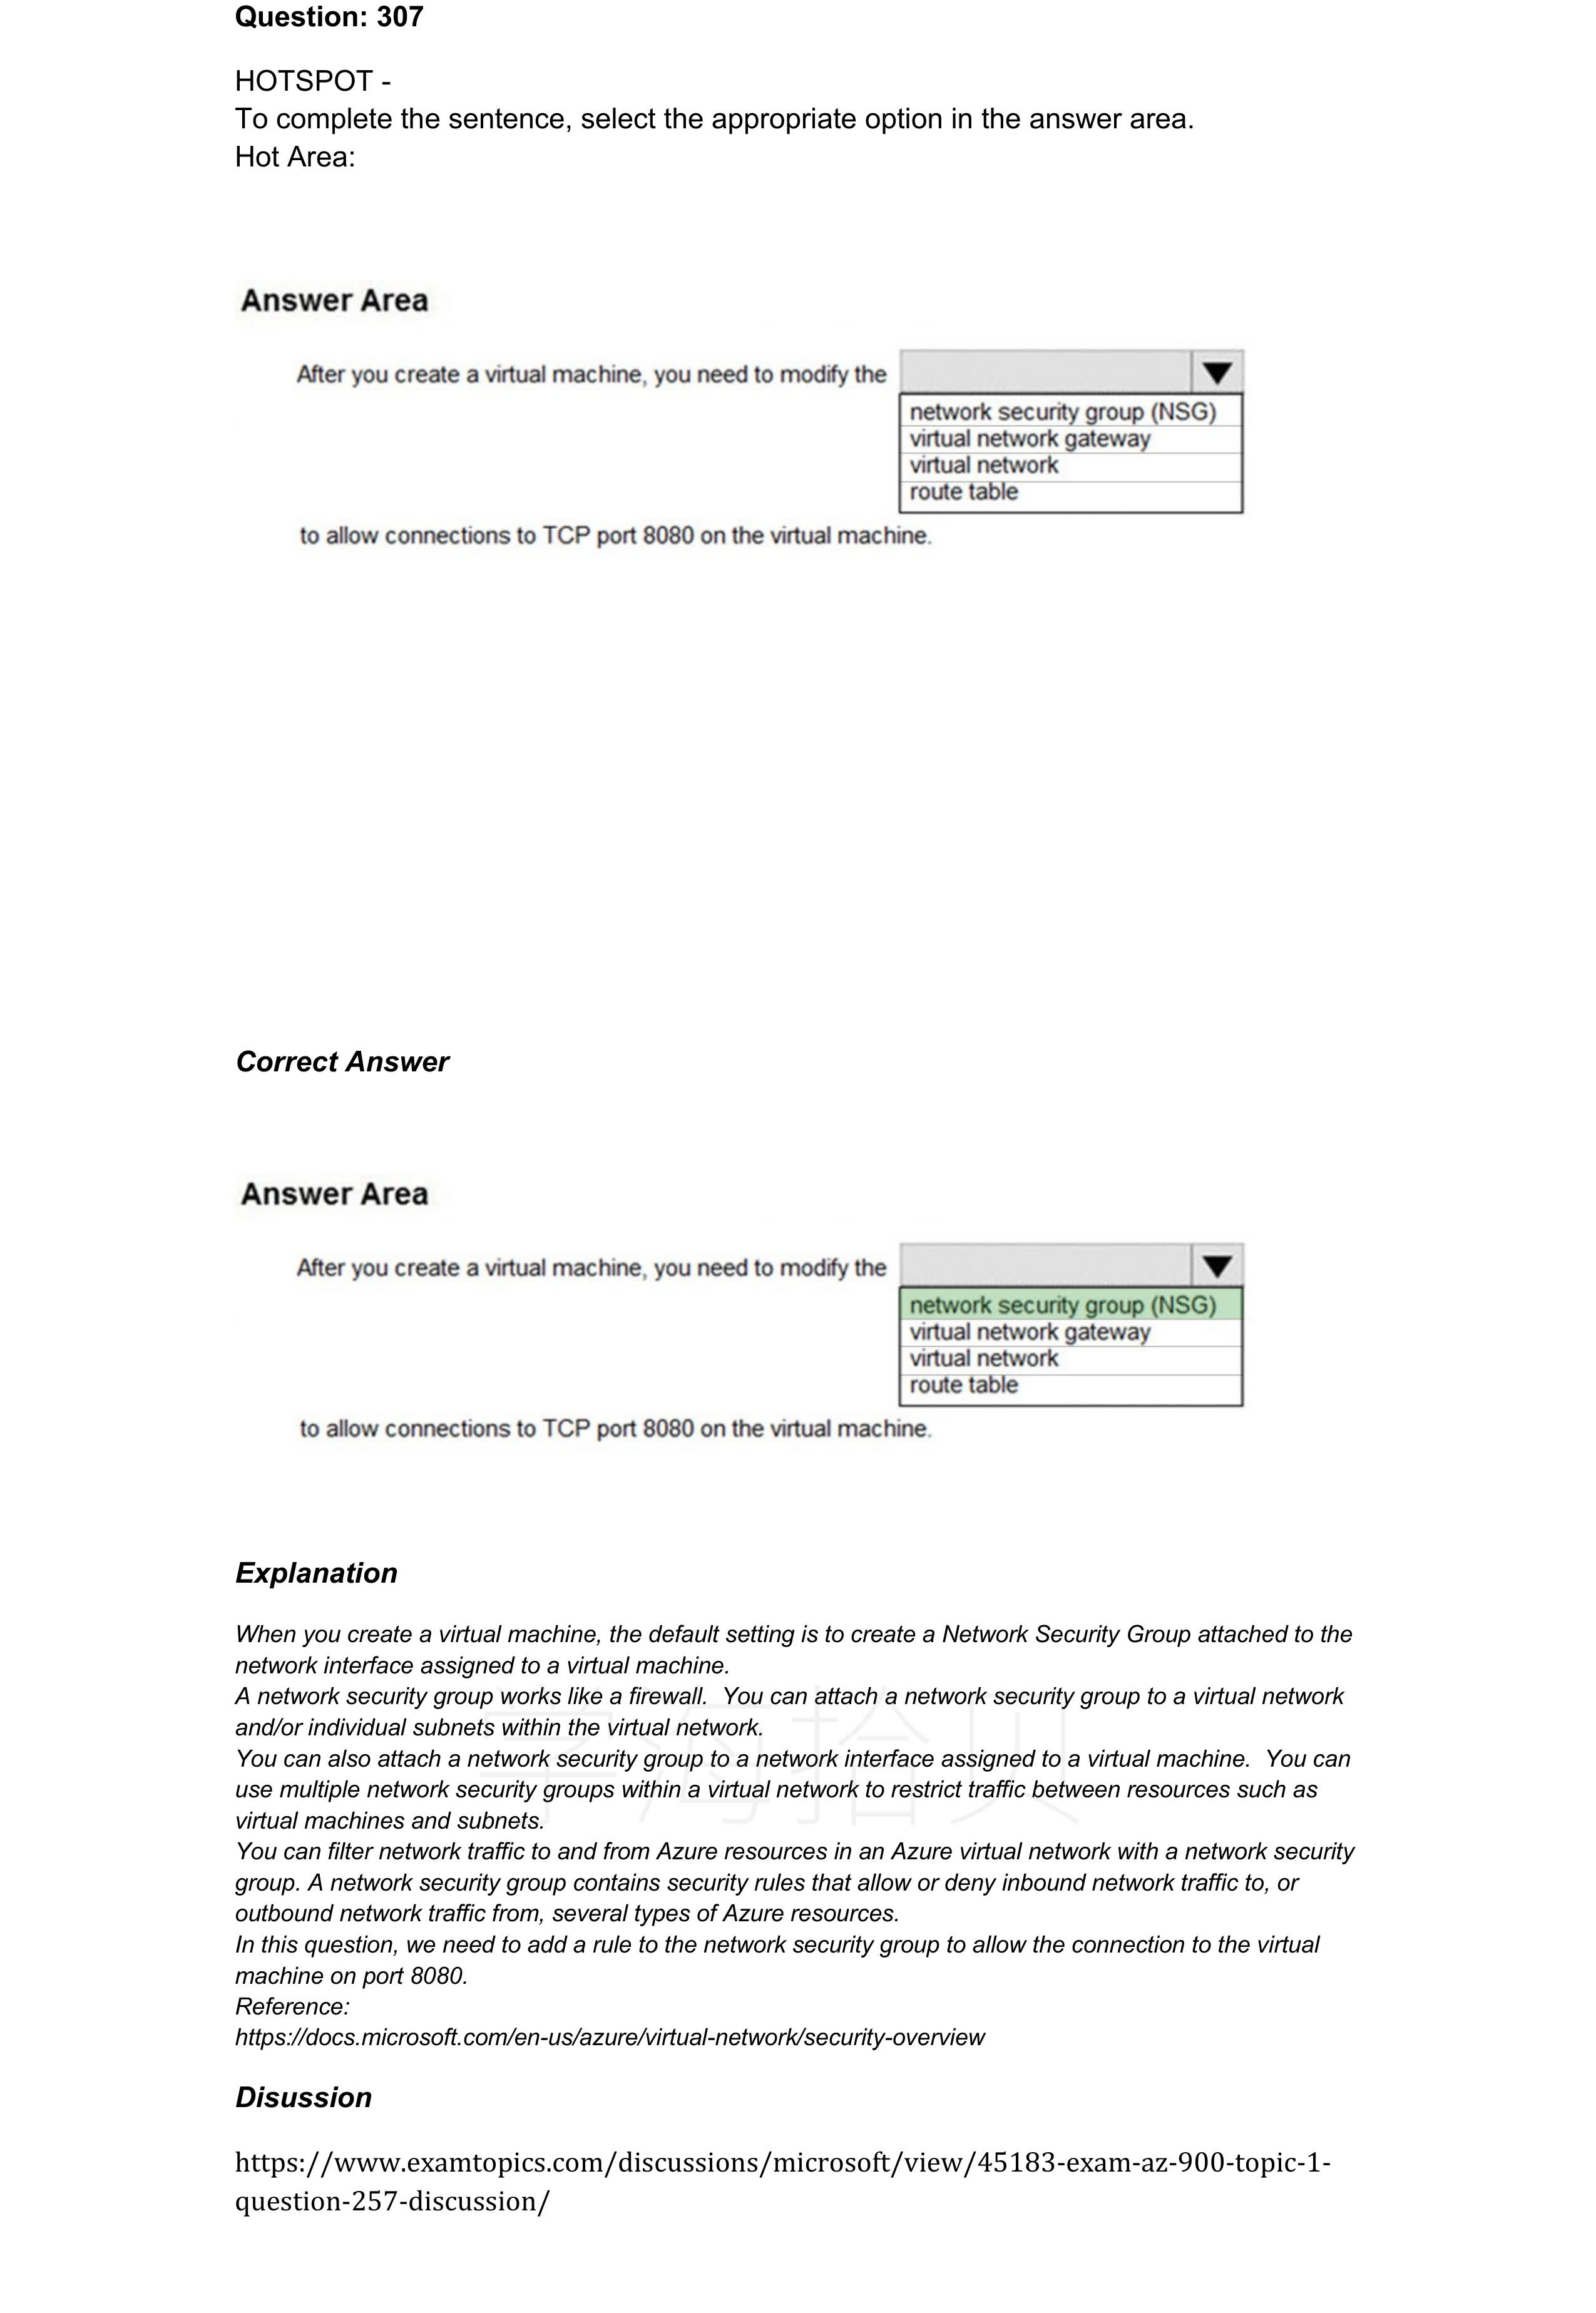 Question: 307
HOTSPOT -
To complete the sentence, select the appropriate option in the answer area.
Hot Area:
Answer Area
After you create a virtual machine, you need to modify the
network security group (NSG)
virtual network gateway
virtual network
route table
to allow connections to TCP port 8080 on the virtual machine.
Correct Answer
Answer Area
After you create a virtual machine, you need to modify the
network security group (NSG)
virtual network gateway
virtual network
route table
to allow connections to TCP port 8080 on the virtual machine.
Explanation
When you create a virtual machine, the default setting is to create a Network Security Group attached to the
network interface assigned to a virtual machine.
A network security group works like a firewall.  You can attach a network security group to a virtual network
and/or individual subnets within the virtual network.
You can also attach a network security group to a network interface assigned to a virtual machine.  You can
use multiple network security groups within a virtual network to restrict traffic between resources such as
virtual machines and subnets.
You can filter network traffic to and from Azure resources in an Azure virtual network with a network security
group. A network security group contains security rules that allow or deny inbound network traffic to, or
outbound network traffic from, several types of Azure resources.
In this question, we need to add a rule to the network security group to allow the connection to the virtual
machine on port 8080.
Reference:
https://docs.microsoft.com/en-us/azure/virtual-network/security-overview
Disussion
https://www.examtopics.com/discussions/microsoft/view/45183-exam-az-900-topic-1-
question-257-discussion/
学海拾贝